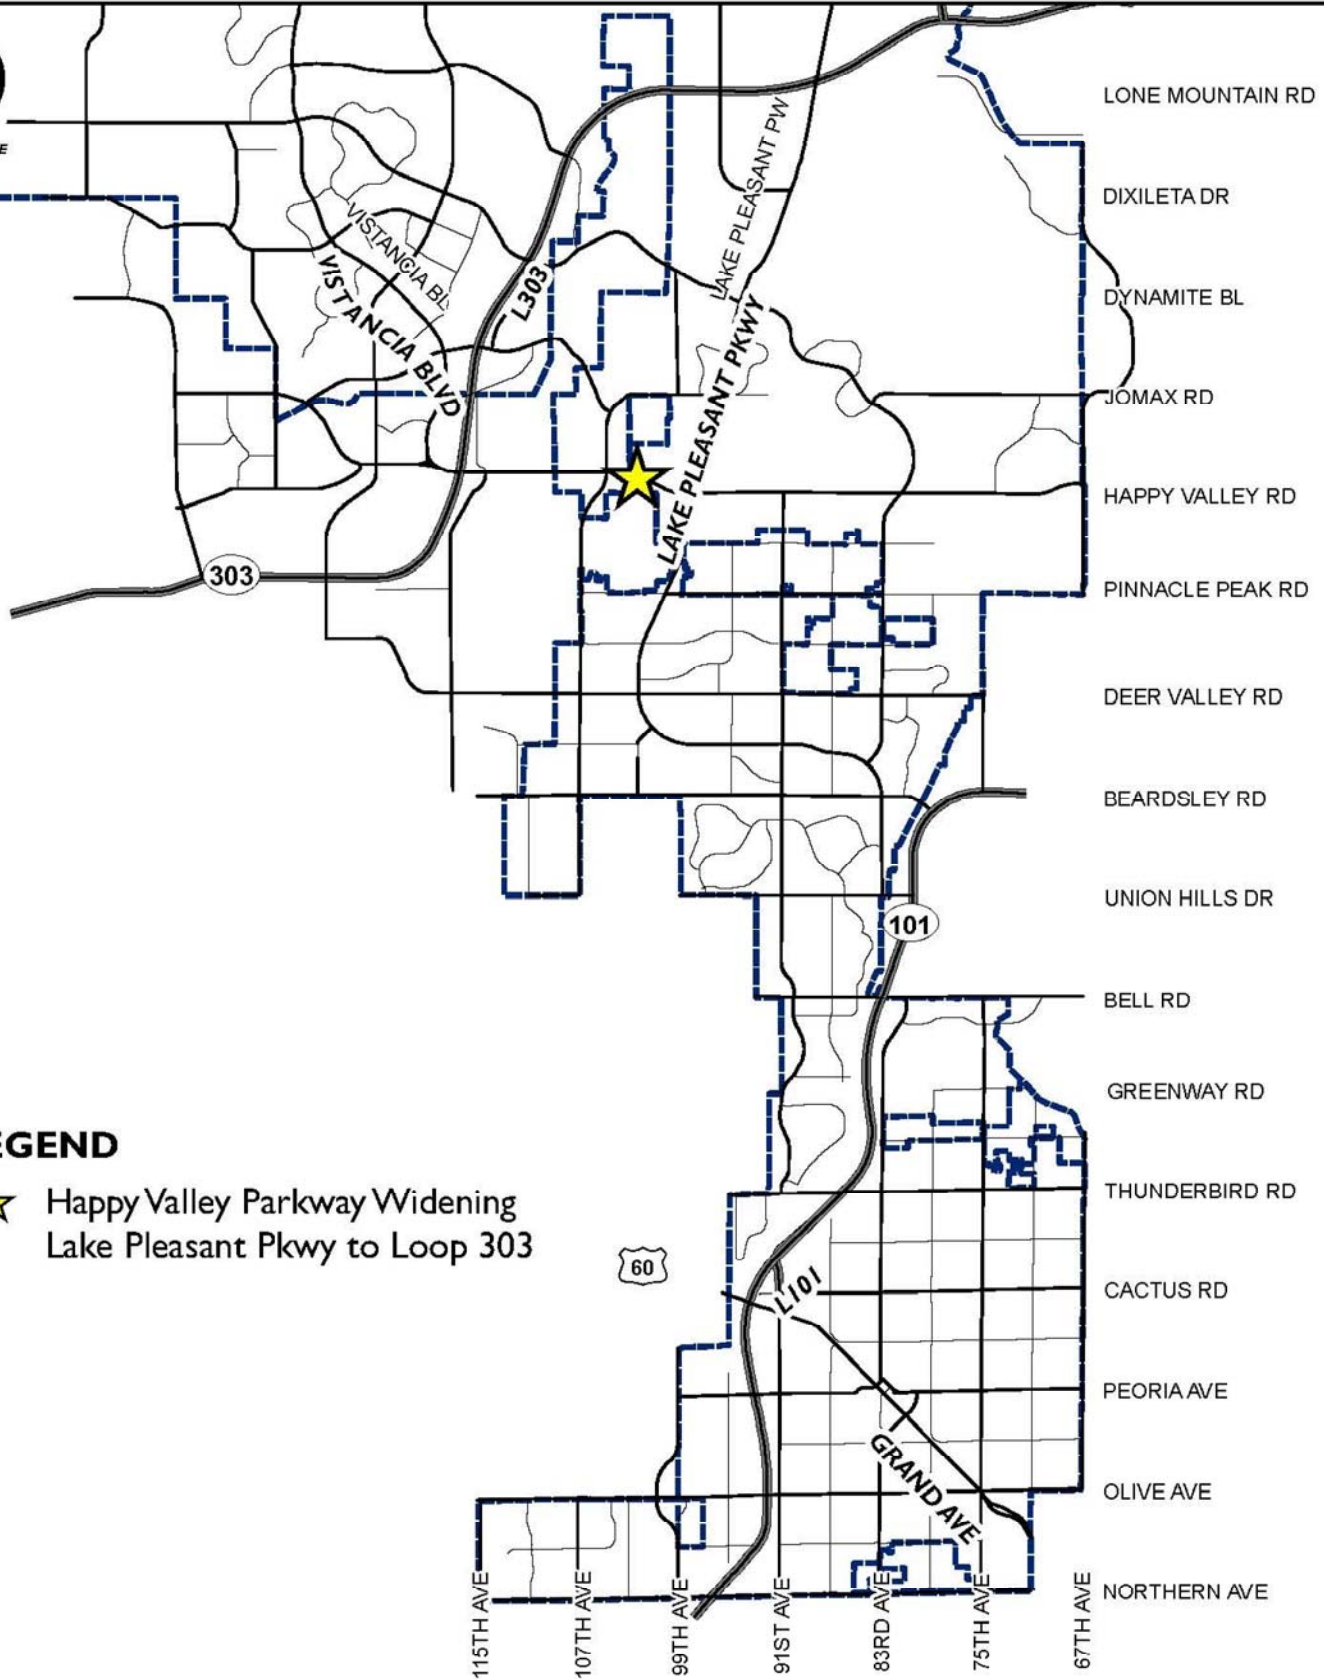 E
LONE MOUNTAIN RD
LAKE PLEASANT PW
DIXILETA DR
VISTANCIA BL
VISTANCIA BLVD
L303
DYNAMITE BL
LAKE PLEASANT PKWY
JOMAX RD
HAPPY VALLEY RD
303
PINNACLE PEAK RD
DEER VALLEY RD
BEARDSLEY RD
UNION HILLS DR
101
BELL RD
GREENWAY RD
EGEND
Happy Valley Parkway Widening
Lake Pleasant Pkwy to Loop 303
THUNDERBIRD RD
60
L101
CACTUS RD
PEORIA AVE
GRAND AVE
OLIVE AVE
NORTHERN AVE
115TH AVE
107TH AVE
99TH AVE
91ST AVE
83RD AVE
75TH AVE
67TH AVE